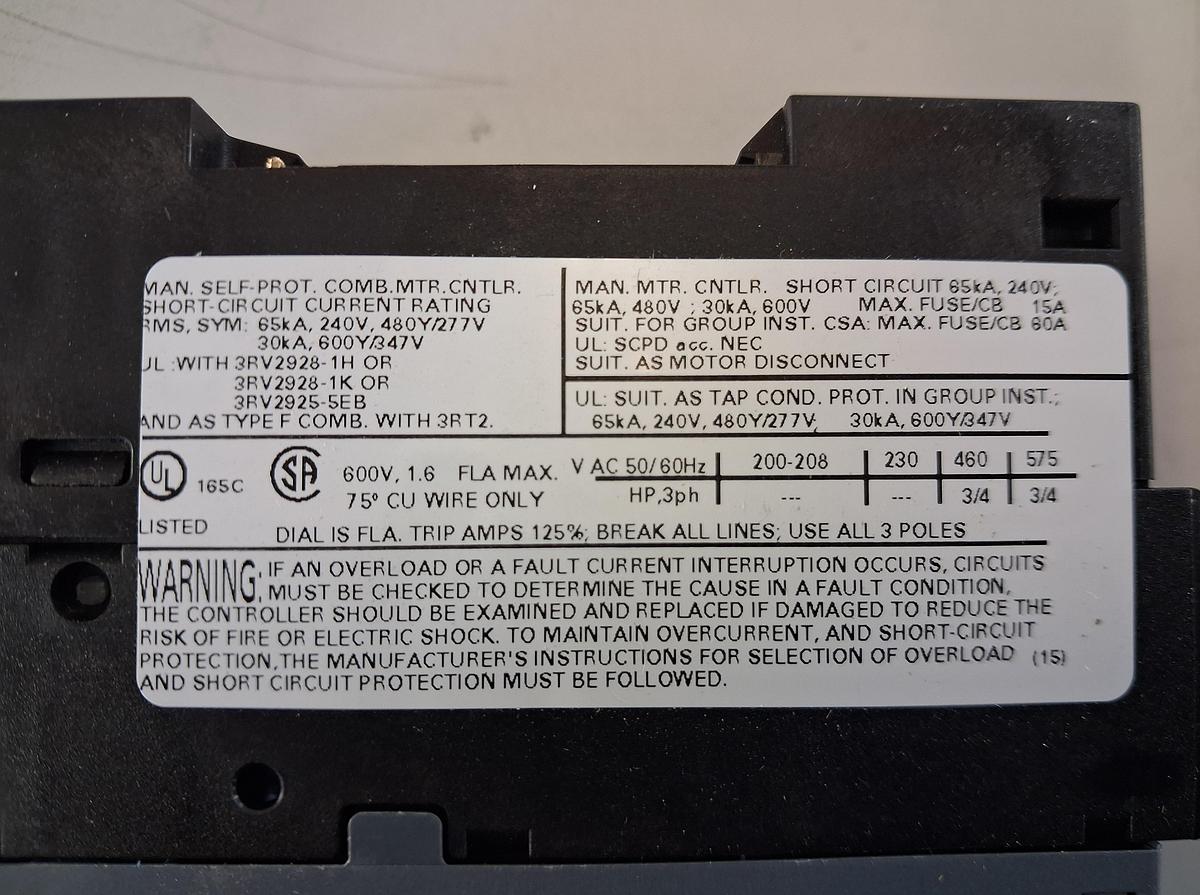 MAN. SELF-PROT. COMB.MTR.CNTLR.
SHORT-CIRCUIT CURRENT RATING
RMS, SYM: 65kA, 240V, 480Y/277V
30kA, 600Y/347V
UL :WITH 3RV2928-1H OR
3RV2928-1K OR
3RV2925-5EB
AND AS TYPE F COMB. WITH 3RT2.
MAN. MTR. CNTLR. SHORT CIRCUIT 65kA, 240V;
65kA, 480V ; 30kA, 600V MAX. FUSE/CB 15A
SUIT. FOR GROUP INST. CSA: MAX. FUSE/CB 60A
UL: SCPD acc. NEC
SUIT. AS MOTOR DISCONNECT
UL: SUIT. AS TAP COND. PROT. IN GROUP INST.;
65kA, 240V, 480Y/277V, 30kA, 600Y/347V
UL 165C
LISTED
SA
600V, 1.6 FLA MAX.
75° CU WIRE ONLY
V AC 50/60Hz 200-208 230 460 575
HP,3ph --- --- 3/4 3/4
DIAL IS FLA. TRIP AMPS 125%; BREAK ALL LINES; USE ALL 3 POLES
WARNING: IF AN OVERLOAD OR A FAULT CURRENT INTERRUPTION OCCURS, CIRCUITS
MUST BE CHECKED TO DETERMINE THE CAUSE IN A FAULT CONDITION,
THE CONTROLLER SHOULD BE EXAMINED AND REPLACED IF DAMAGED TO REDUCE THE
RISK OF FIRE OR ELECTRIC SHOCK. TO MAINTAIN OVERCURRENT, AND SHORT-CIRCUIT
PROTECTION,THE MANUFACTURER'S INSTRUCTIONS FOR SELECTION OF OVERLOAD (15)
AND SHORT CIRCUIT PROTECTION MUST BE FOLLOWED.